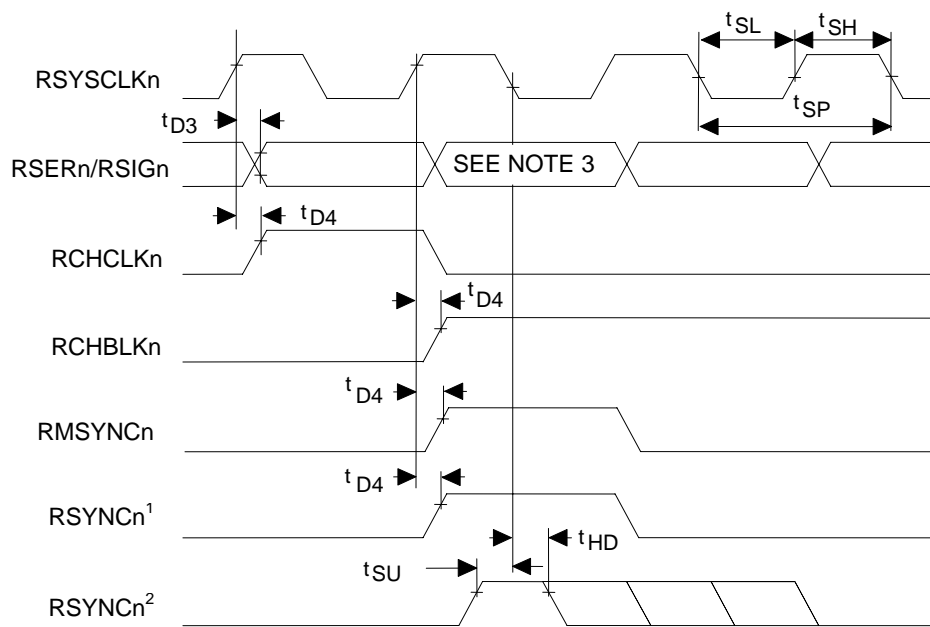 tSL
tSH
RSYSCLKn
tSP
tD3
RSERn/RSIGn
SEE NOTE 3
tD4
RCHCLKn
tD4
RCHBLKn
tD4
RMSYNCn
tD4
RSYNCn¹
tHD
tSU
RSYNCn²